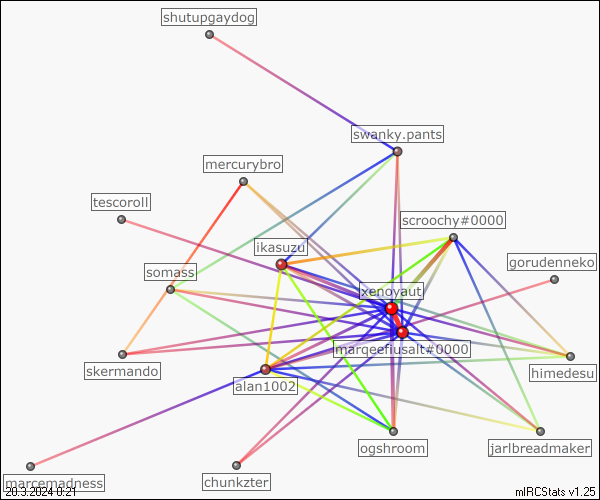 shutupgaydog
swanky.pants
mercurybro
tescoroll
scroochy#0000
ikasuzu
gorudenneko
somass
xenoyaut
margeefiusalt#0000
skermando
himedesu
alan1002
ogshroom
jarlbreadmaker
marcemadness
chunkzter
20.3.2024 0:21
mIRCStats v1.25